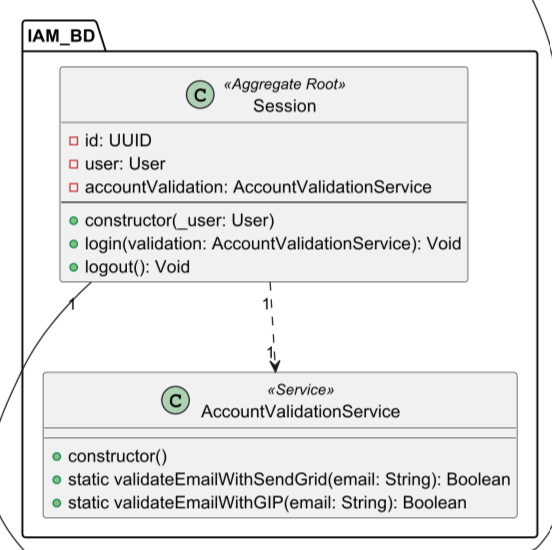 IAM_BD
C
«Aggregate Root»
Session
id: UUID
user: User
accountValidation: AccountValidationService
constructor(_user: User)
login(validation: AccountValidationService): Void
logout(): Void
1
1
1
C
«Service»
AccountValidationService
constructor()
static validateEmailWithSendGrid(email: String): Boolean
static validateEmailWithGIP(email: String): Boolean